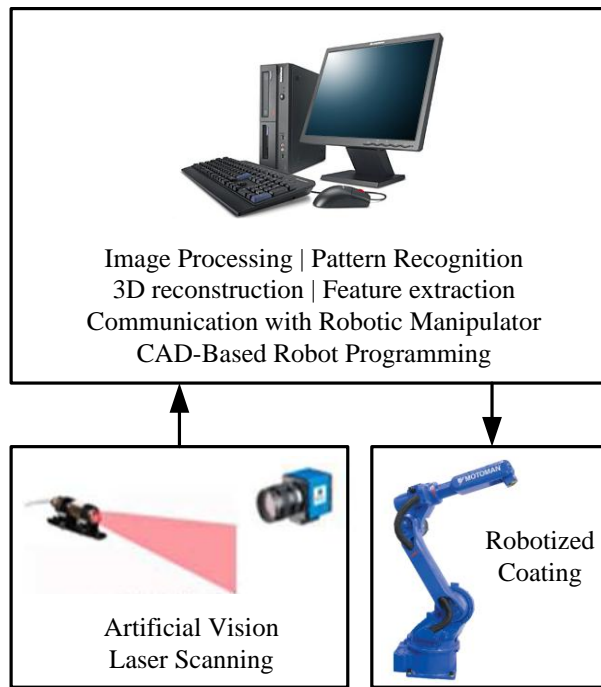 Image Processing | Pattern Recognition
3D reconstruction | Feature extraction
Communication with Robotic Manipulator
CAD-Based Robot Programming
Artificial Vision
Laser Scanning
MOTOMAN
Robotized
Coating